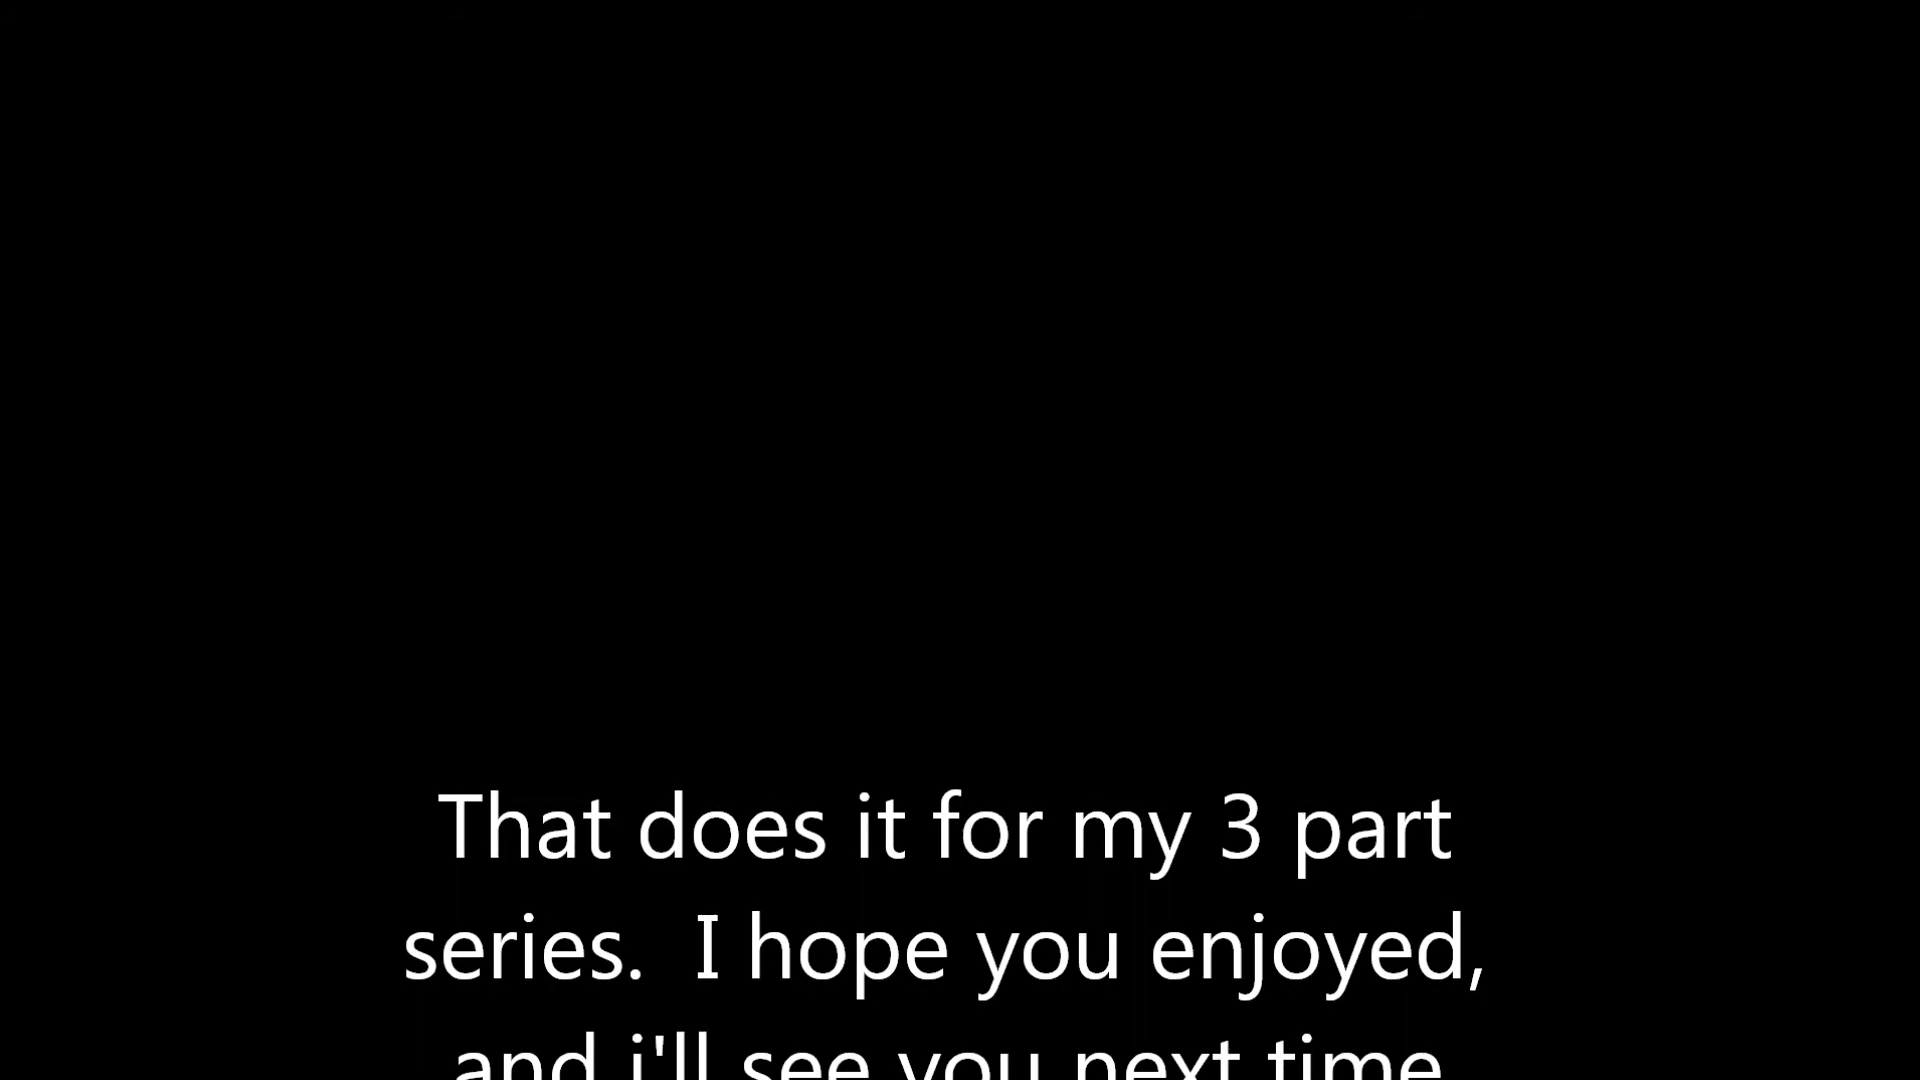 That does it for my 3 part
series.  I hope you enjoyed,
and i'll see you next time